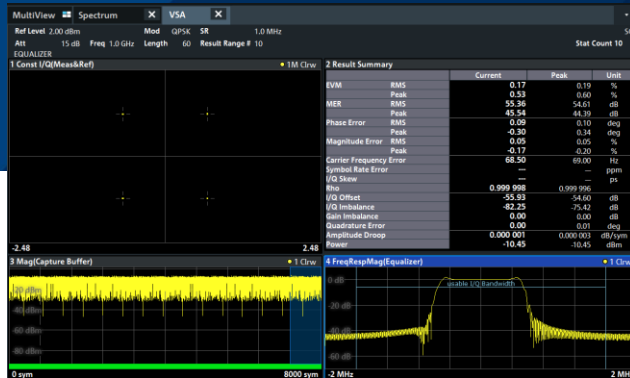 MultiView Spectrum X VSA X
Ref Level 2.00 dBm Mod QPSK SR 1.0 MHz
Att 15 dB Freq 1.0 GHz Length 60 Result Range # 10 Stat Count 10
EQUALIZER
1 Const I/Q(Meas&Ref) 1M Clrw
-2.48 2.48
2 Result Summary
Current Peak Unit
EVM RMS 0.17 0.19 %
Peak 0.53 0.60 %
MER RMS 55.36 54.61 dB
Peak 45.54 44.39 dB
Phase Error RMS 0.09 0.10 deg
Peak -0.30 0.34 deg
Magnitude Error RMS 0.05 0.05 %
Peak -0.17 -0.20 %
Carrier Frequency Error 68.50 69.00 Hz
Symbol Rate Error --- --- ppm
I/Q Skew --- --- ps
Rho 0.999 998 0.999 996
I/Q Offset -55.93 -54.60 dB
I/Q Imbalance -82.25 -75.42 dB
Gain Imbalance 0.00 0.00 dB
Quadrature Error 0.00 0.01 deg
Amplitude Droop 0.000 001 0.000 003 dB/sym
Power -10.45 -10.45 dBm
3 Mag(Capture Buffer) 1 Clrw
-20 dBm
-40 dBm
-60 dBm
-80 dBm
0 sym 8000 sym
4 FreqRespMag(Equalizer) 1 Clrw
0 dB
usable I/Q Bandwidth
-20 dB
-40 dB
-60 dB
-2 MHz 2 MH